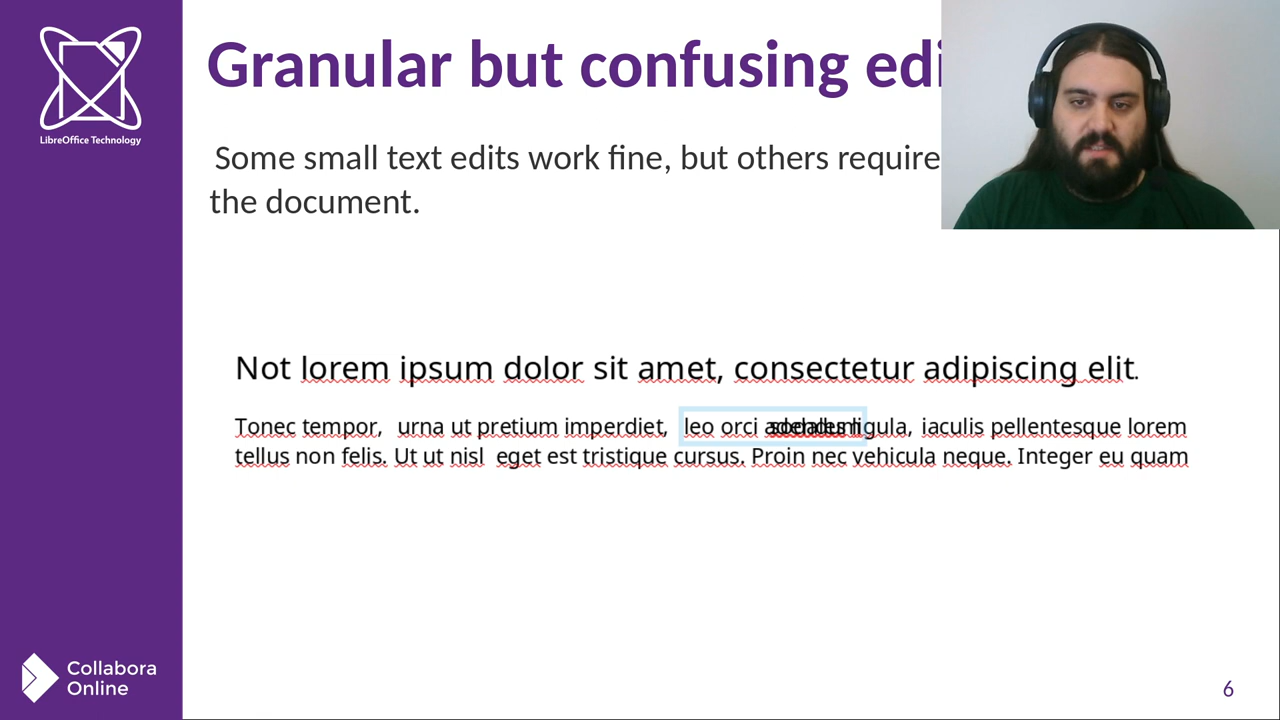 LibreOffice Technology
Granular but confusing edi
Some small text edits work fine, but others require
the document.
Not lorem ipsum dolor sit amet, consectetur adipiscing elit.
Tonec tempor, urna ut pretium imperdiet, leo orci ligula, iaculis pellentesque lorem
tellus non felis. Ut ut nisl eget est tristique cursus. Proin nec vehicula neque. Integer eu quam
Collabora
Online
6